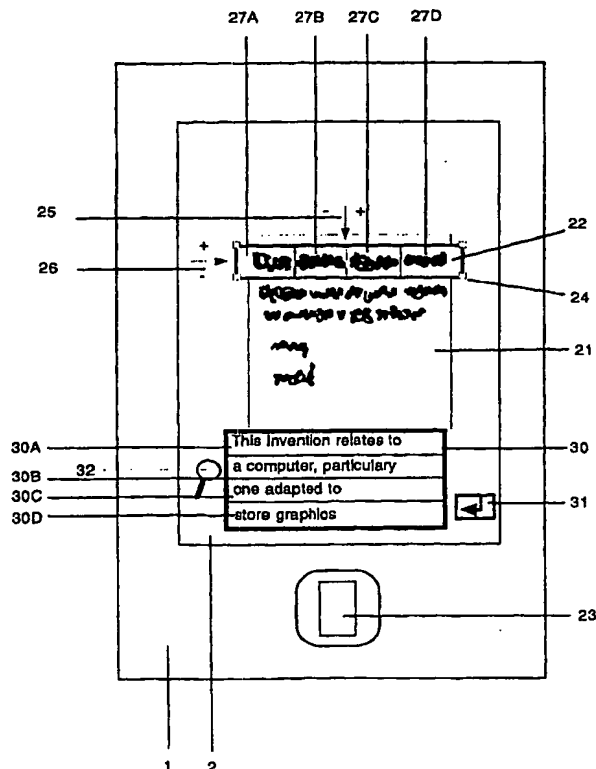 27A 27B 27C 27D
25 - +
22
+
26 -
24
21
30A This Invention relates to 30
32 a computer, particulary
30B
30C one adapted to
31
30D store graphics
23
1 2